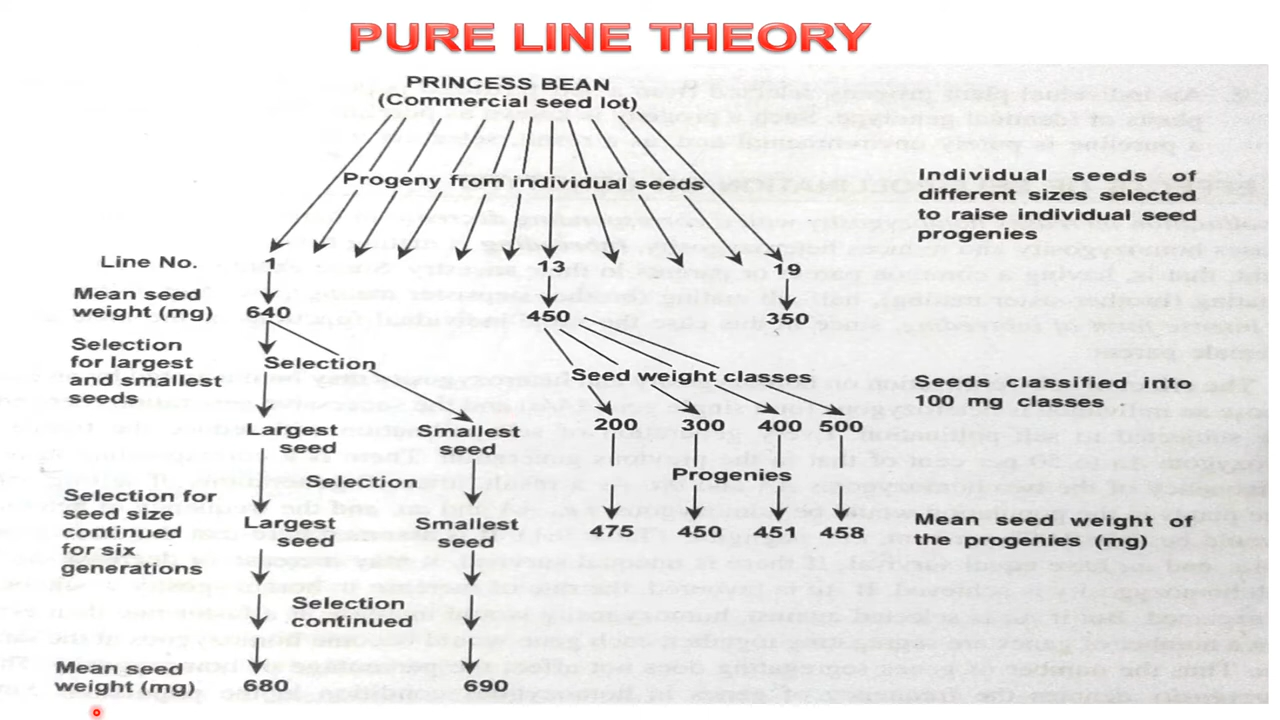 PURE LINE THEORY
PRINCESS BEAN
(Commercial seed lot)
Progeny from individual seeds
Individual seeds of
different sizes selected
to raise individual seed
progenies
Line No. 1 13 19
Mean seed
weight (mg) 640 450 350
Selection
for largest
and smallest
seeds
Selection
Seed weight classes
Seeds classified into
100 mg classes
200 300 400 500
Largest
seed
Smallest
seed
Selection
Progenies
Selection for
seed size
continued
for six
generations
Largest
seed
Smallest
seed
475 450 451 458
Mean seed weight of
the progenies (mg)
Selection
continued
Mean seed
weight (mg) 680 690